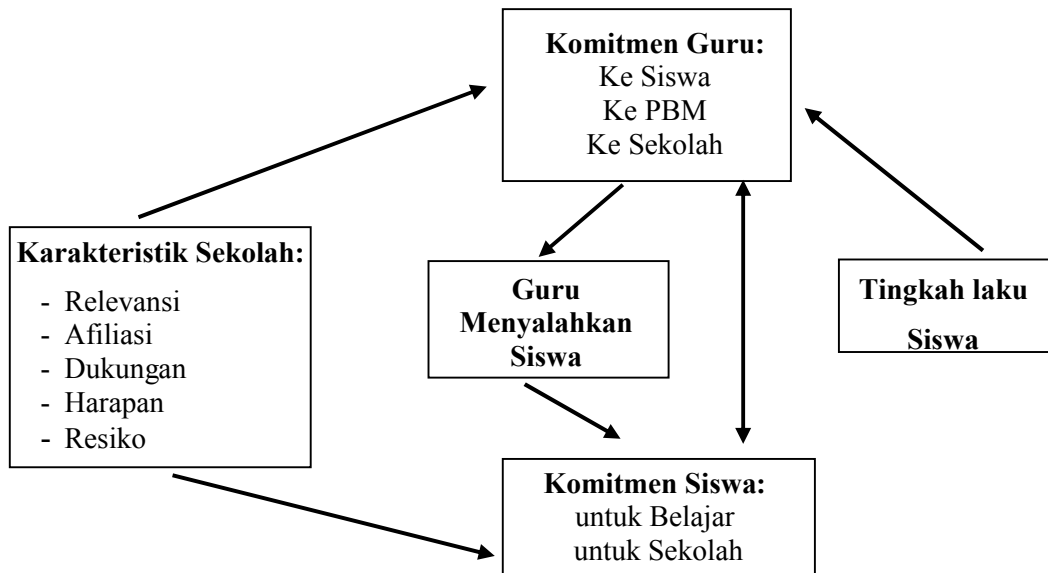 Komitmen Guru:
Ke Siswa
Ke PBM
Ke Sekolah
Karakteristik Sekolah:
- Relevansi
- Afiliasi
- Dukungan
- Harapan
- Resiko
Guru
Menyalahkan
Siswa
Tingkah laku
Siswa
Komitmen Siswa:
untuk Belajar
untuk Sekolah